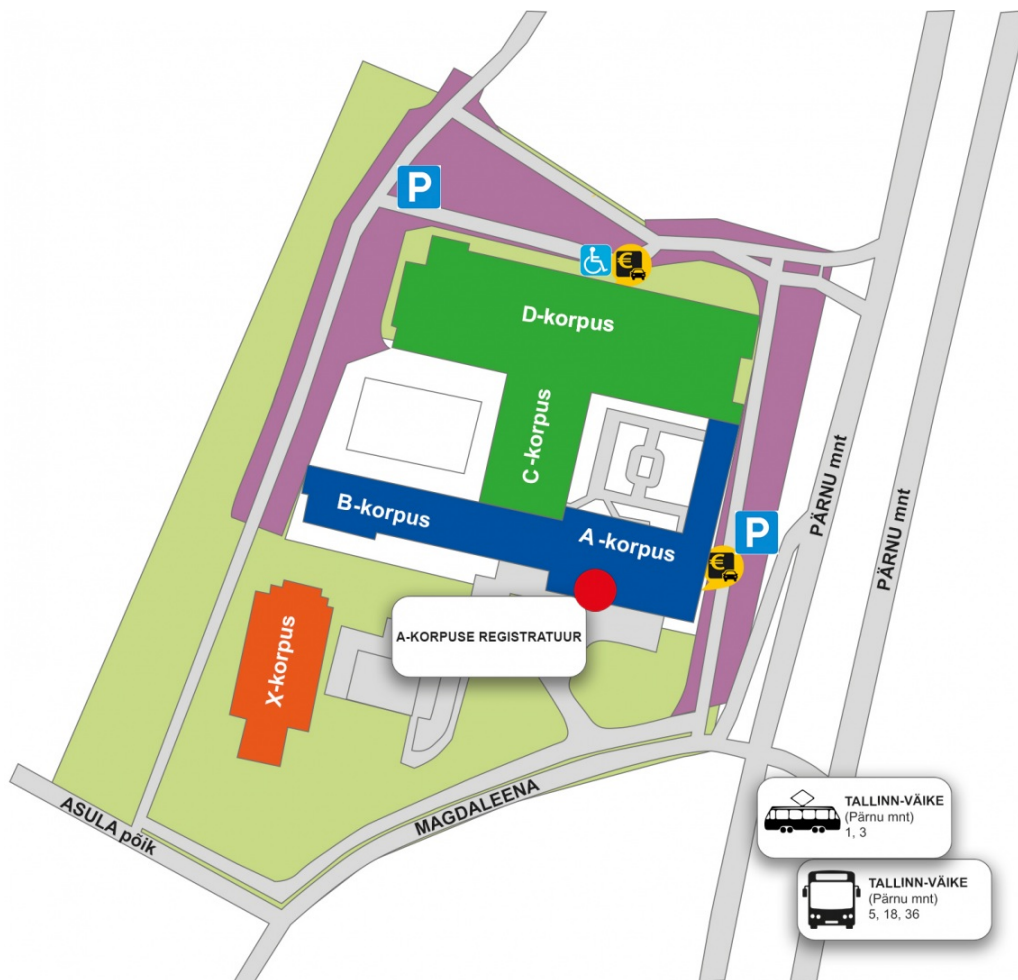 P
€
D-korpus
C-korpus
PÄRNU mnt
PÄRNU mnt
B-korpus
A-korpus
P
€
A-KORPUSE REGISTRATUUR
X-korpus
MAGDALEENA
ASULA põik
TALLINN-VÄIKE
(Pärnu mnt)
1, 3
TALLINN-VÄIKE
(Pärnu mnt)
5, 18, 36